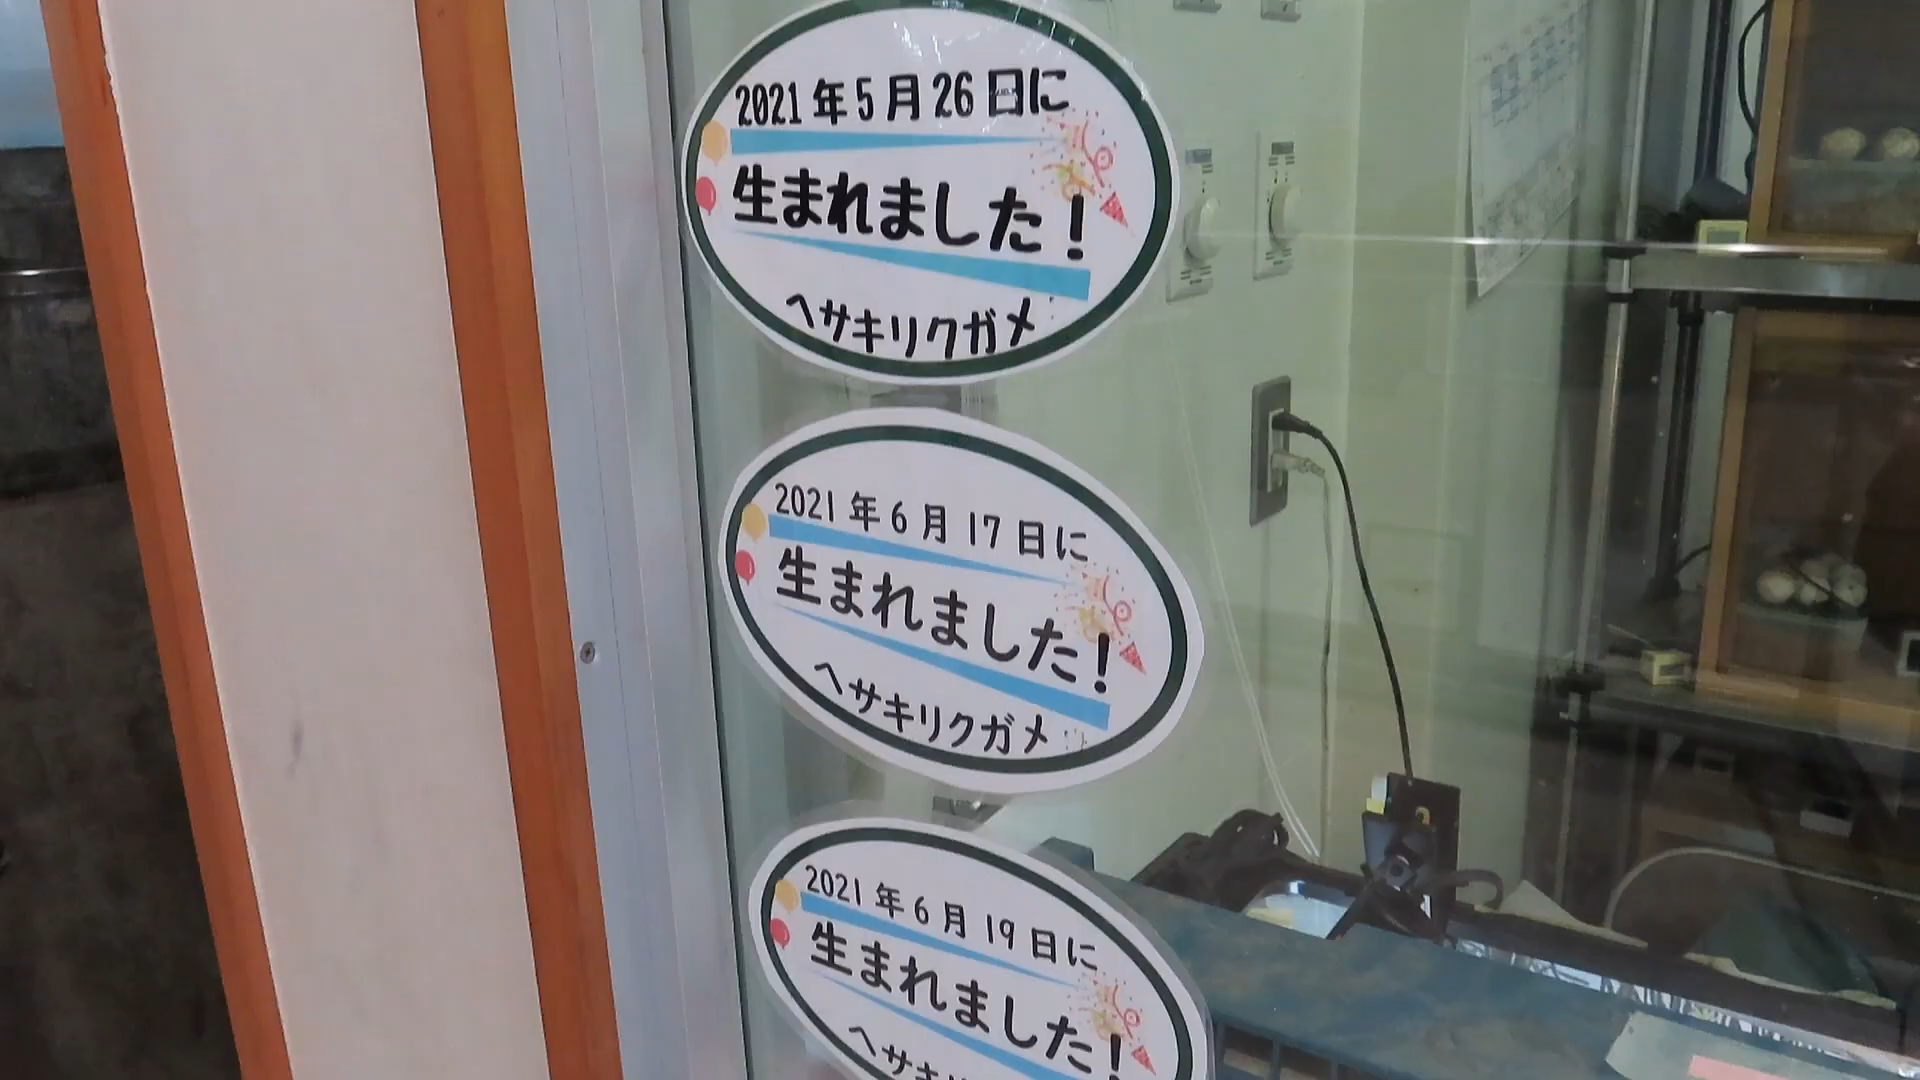 2021年5月26日に
生まれました!
ヘサキリクガメ
2021年6月17日に
生まれました!
ヘサキリクガメ
2021年6月19日に
生まれました!
ヘサキ